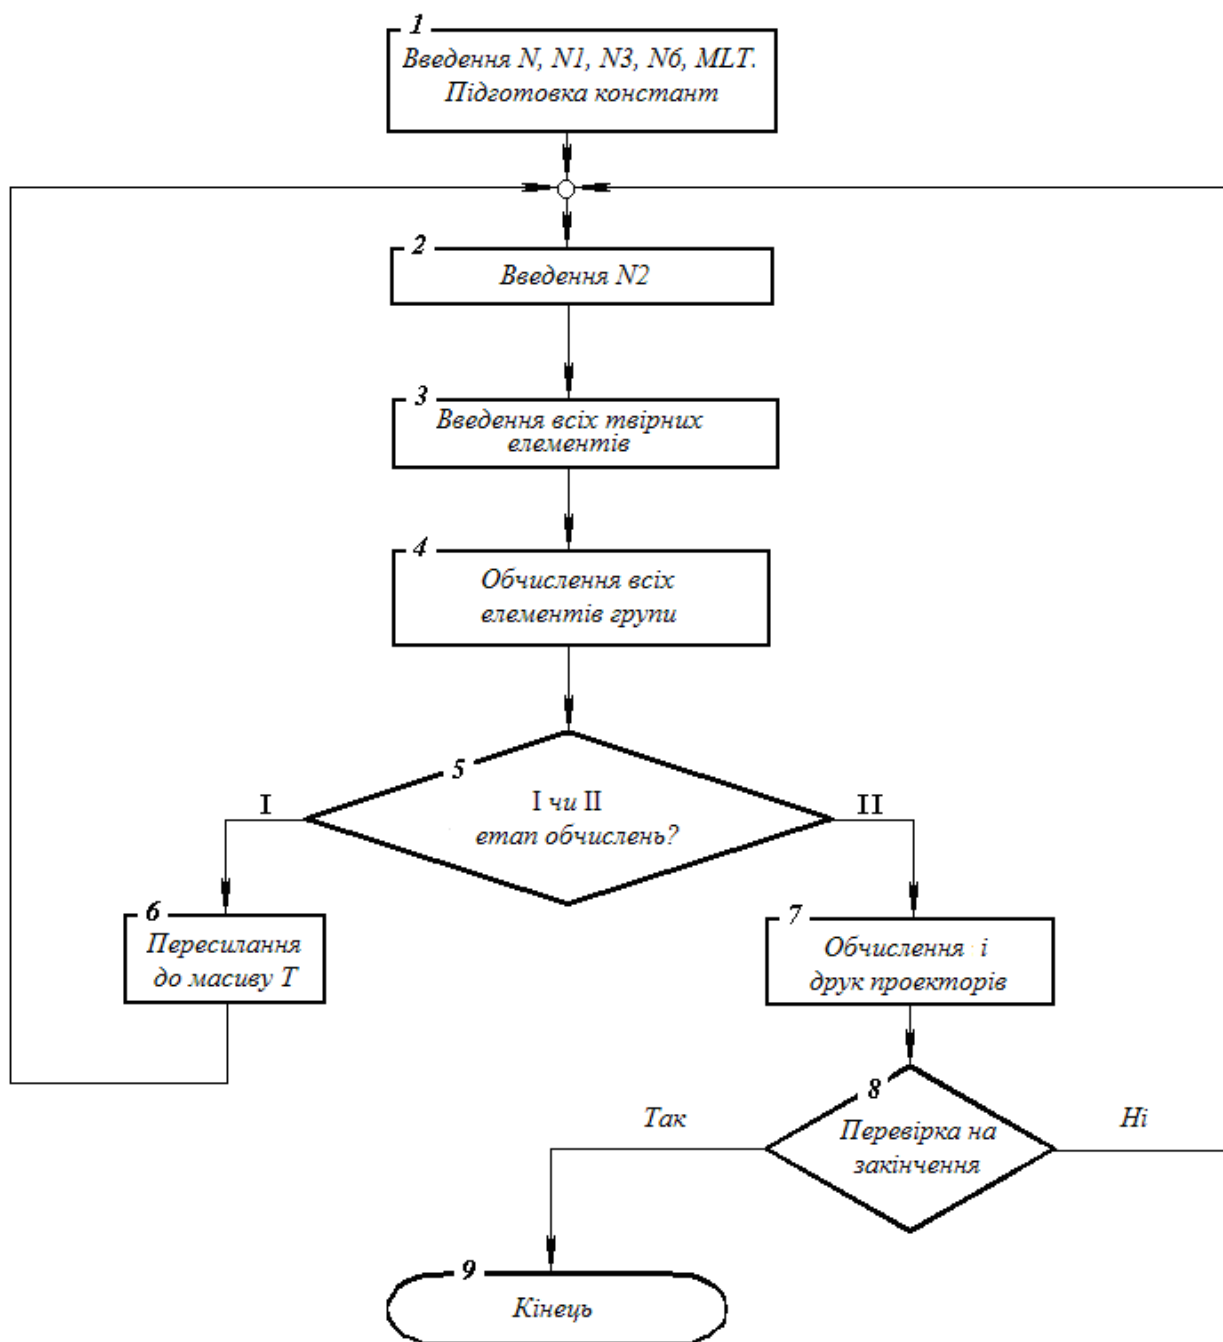 1
Введення N, N1, N3, N6, MLT.
Підготовка констант
2
Введення N2
3
Введення всіх твірних
елементів
4
Обчислення всіх
елементів групи
5
I чи II
етап обчислень?
I
II
6
Пересилання
до масиву T
7
Обчислення і
друк проекторів
8
Перевірка на
закінчення
Так
Ні
9
Кінець